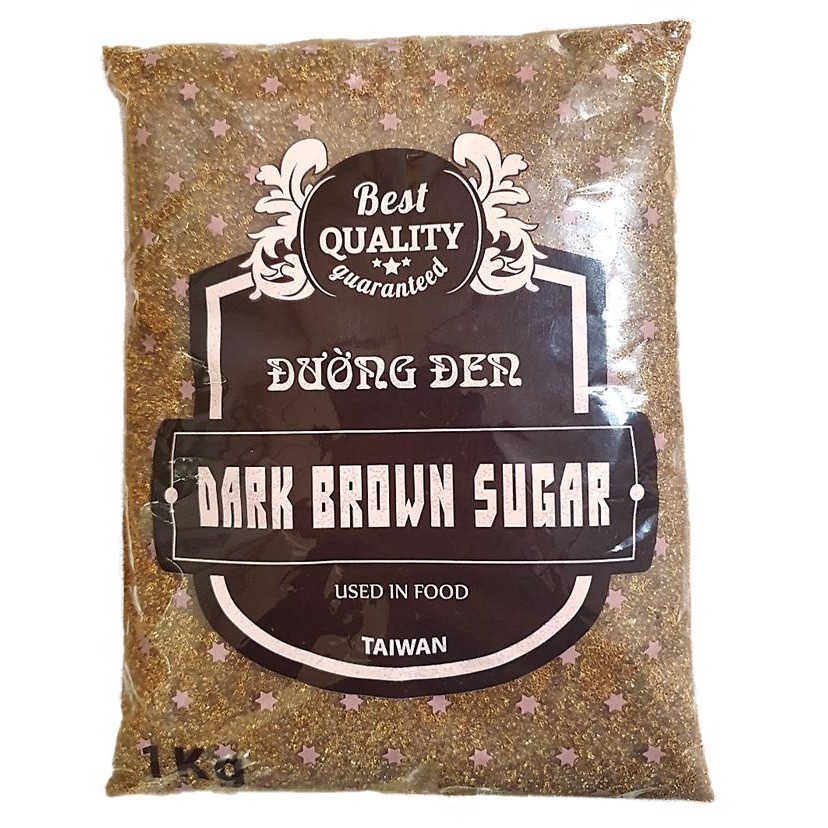 Best
QUALITY
guaranteed
ĐƯỜNG ĐEN
DARK BROWN SUGAR
USED IN FOOD
TAIWAN
1Kg